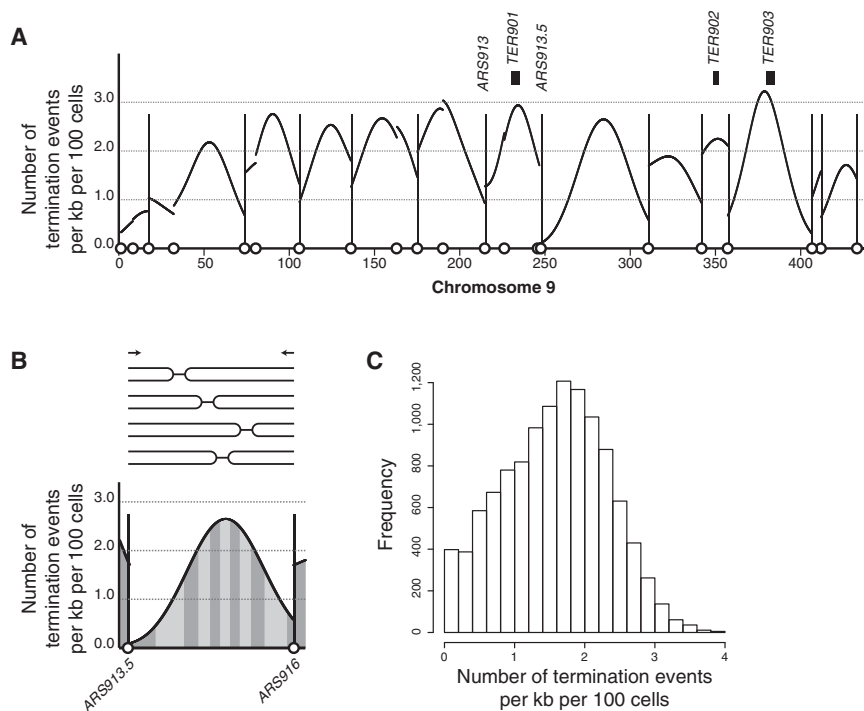 A
ARS913
TER901
ARS913.5
TER902
TER903
Number of
termination events
per kb per 100 cells
3.0
2.0
1.0
0.0
0 50 100 150 200 250 300 350 400
Chromosome 9
B
Number of
termination events
per kb per 100 cells
3.0
2.0
1.0
0.0
ARS913.5
ARS916
C
Frequency
1,200
1,000
800
600
400
200
0
0 1 2 3 4
Number of termination events
per kb per 100 cells